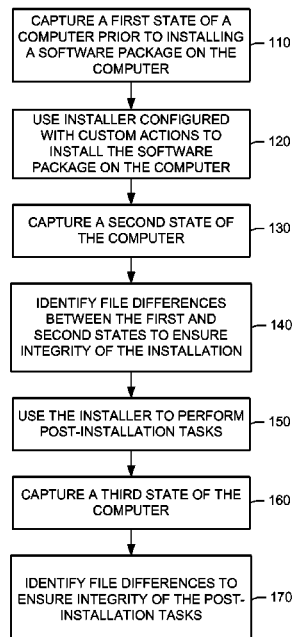 CAPTURE A FIRST STATE OF A
COMPUTER PRIOR TO INSTALLING
A SOFTWARE PACKAGE ON THE
COMPUTER
110
USE INSTALLER CONFIGURED
WITH CUSTOM ACTIONS TO
INSTALL THE SOFTWARE
PACKAGE ON THE COMPUTER
120
CAPTURE A SECOND STATE OF
THE COMPUTER
130
IDENTIFY FILE DIFFERENCES
BETWEEN THE FIRST AND
SECOND STATES TO ENSURE
INTEGRITY OF THE INSTALLATION
140
USE THE INSTALLER TO PERFORM
POST-INSTALLATION TASKS
150
CAPTURE A THIRD STATE OF THE
COMPUTER
160
IDENTIFY FILE DIFFERENCES TO
ENSURE INTEGRITY OF THE POST-
INSTALLATION TASKS
170